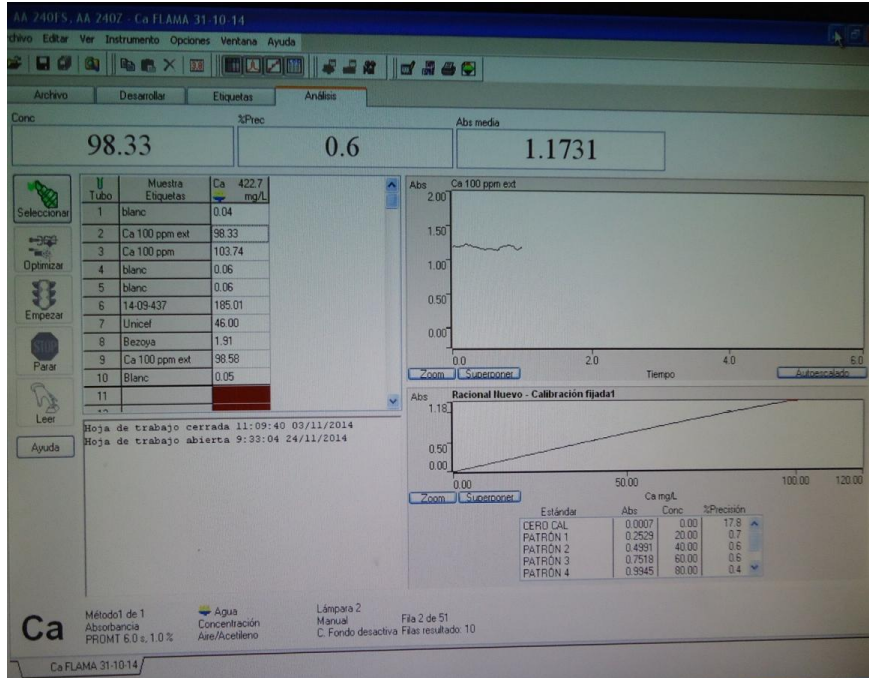 AA 240FS, AA 240Z - Ca FLAMA 31-10-14
Archivo Editar Ver Instrumento Opciones Ventana Ayuda
Archivo Desarrollar Etiquetas Análisis
Conc %Prec Abs media
98.33 0.6 1.1731
Seleccionar
Optimizar
Empezar
STOP
Parar
Leer
Ayuda
Tubo Muestra Etiquetas Ca 422.7 mg/L
1 blanc 0.04
2 Ca 100 ppm ext 98.33
3 Ca 100 ppm 103.74
4 blanc 0.06
5 blanc 0.06
6 14-09-437 185.01
7 Unicef 46.00
8 Bezoya 1.91
9 Ca 100 ppm ext 98.58
10 Blanc 0.05
11
Hoja de trabajo cerrada 11:09:40 03/11/2014
Hoja de trabajo abierta 9:33:04 24/11/2014
Abs Ca 100 ppm ext
2.00
1.50
1.00
0.50
0.00
0.0 2.0 4.0 6.0
Zoom Superponer Tiempo Autoescalado
Abs Racional Nuevo - Calibración fijada1
1.18
0.50
0.00
0.00 50.00 100.00 120.00
Zoom Superponer Ca mg/L
Estándar Abs Conc %Precisión
CERO CAL 0.0007 0.00 17.8
PATRÓN 1 0.2529 20.00 0.7
PATRÓN 2 0.4991 40.00 0.6
PATRÓN 3 0.7518 60.00 0.6
PATRÓN 4 0.9945 80.00 0.4
Ca
Método1 de 1
Absorbancia
PROMT 6.0 s, 1.0 %
Agua
Concentración
Aire/Acetileno
Lámpara 2
Manual
C. Fondo desactiva
Fila 2 de 51
Filas resultado: 10
Ca FLAMA 31-10-14